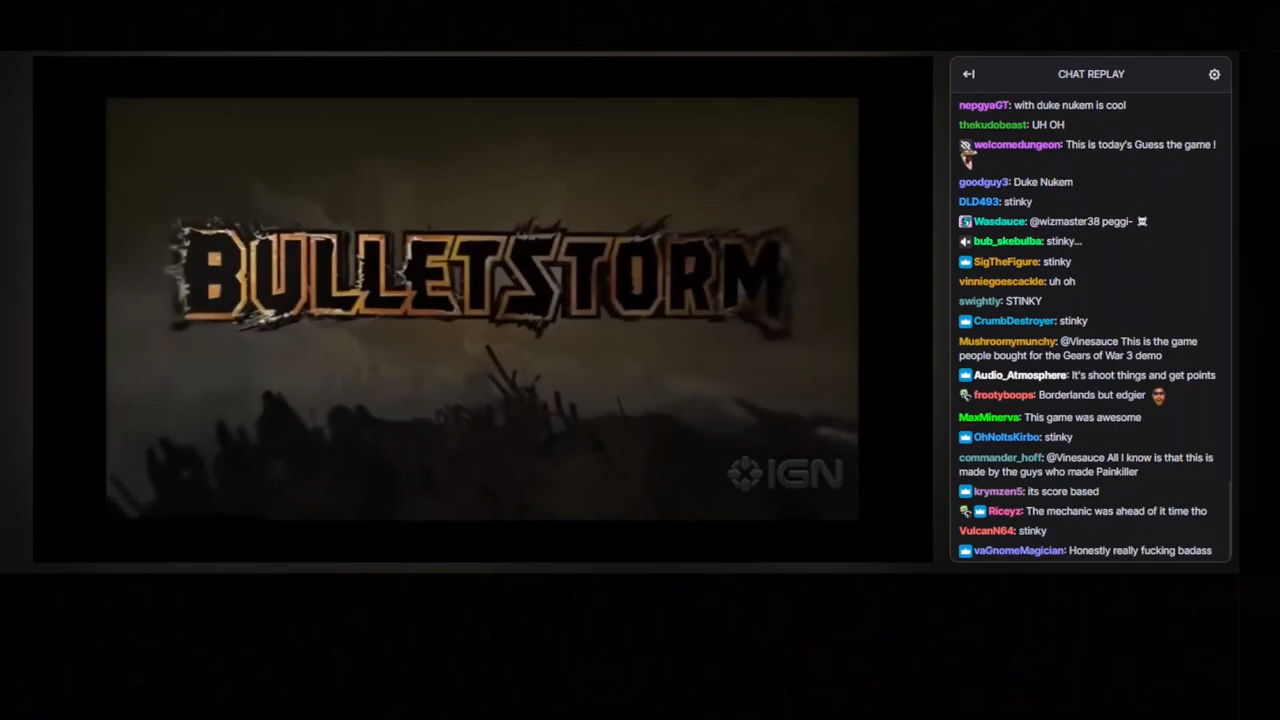 BULLETSTORM
IGN
CHAT REPLAY
nepgyaGT: with duke nukem is cool
thekudobeast: UH OH
welcomedungeon: This is today's Guess the game !
goodguy3: Duke Nukem
DLD493: stinky
Wasdauce: @wizmaster38 peggi-
bub_skebulba: stinky...
SigTheFigure: stinky
vinniegoescackle: uh oh
swightly: STINKY
CrumbDestroyer: stinky
Mushroomymunchy: @Vinesauce This is the game
people bought for the Gears of War 3 demo
Audio_Atmosphere: It's shoot things and get points
frootyboops: Borderlands but edgier
MaxMinerva: This game was awesome
OhNoItsKirbo: stinky
commander_hoff: @Vinesauce All I know is that this is
made by the guys who made Painkiller
krymzen5: its score based
Riceyz: The mechanic was ahead of it time tho
VulcanN64: stinky
vaGnomeMagician: Honestly really fucking badass